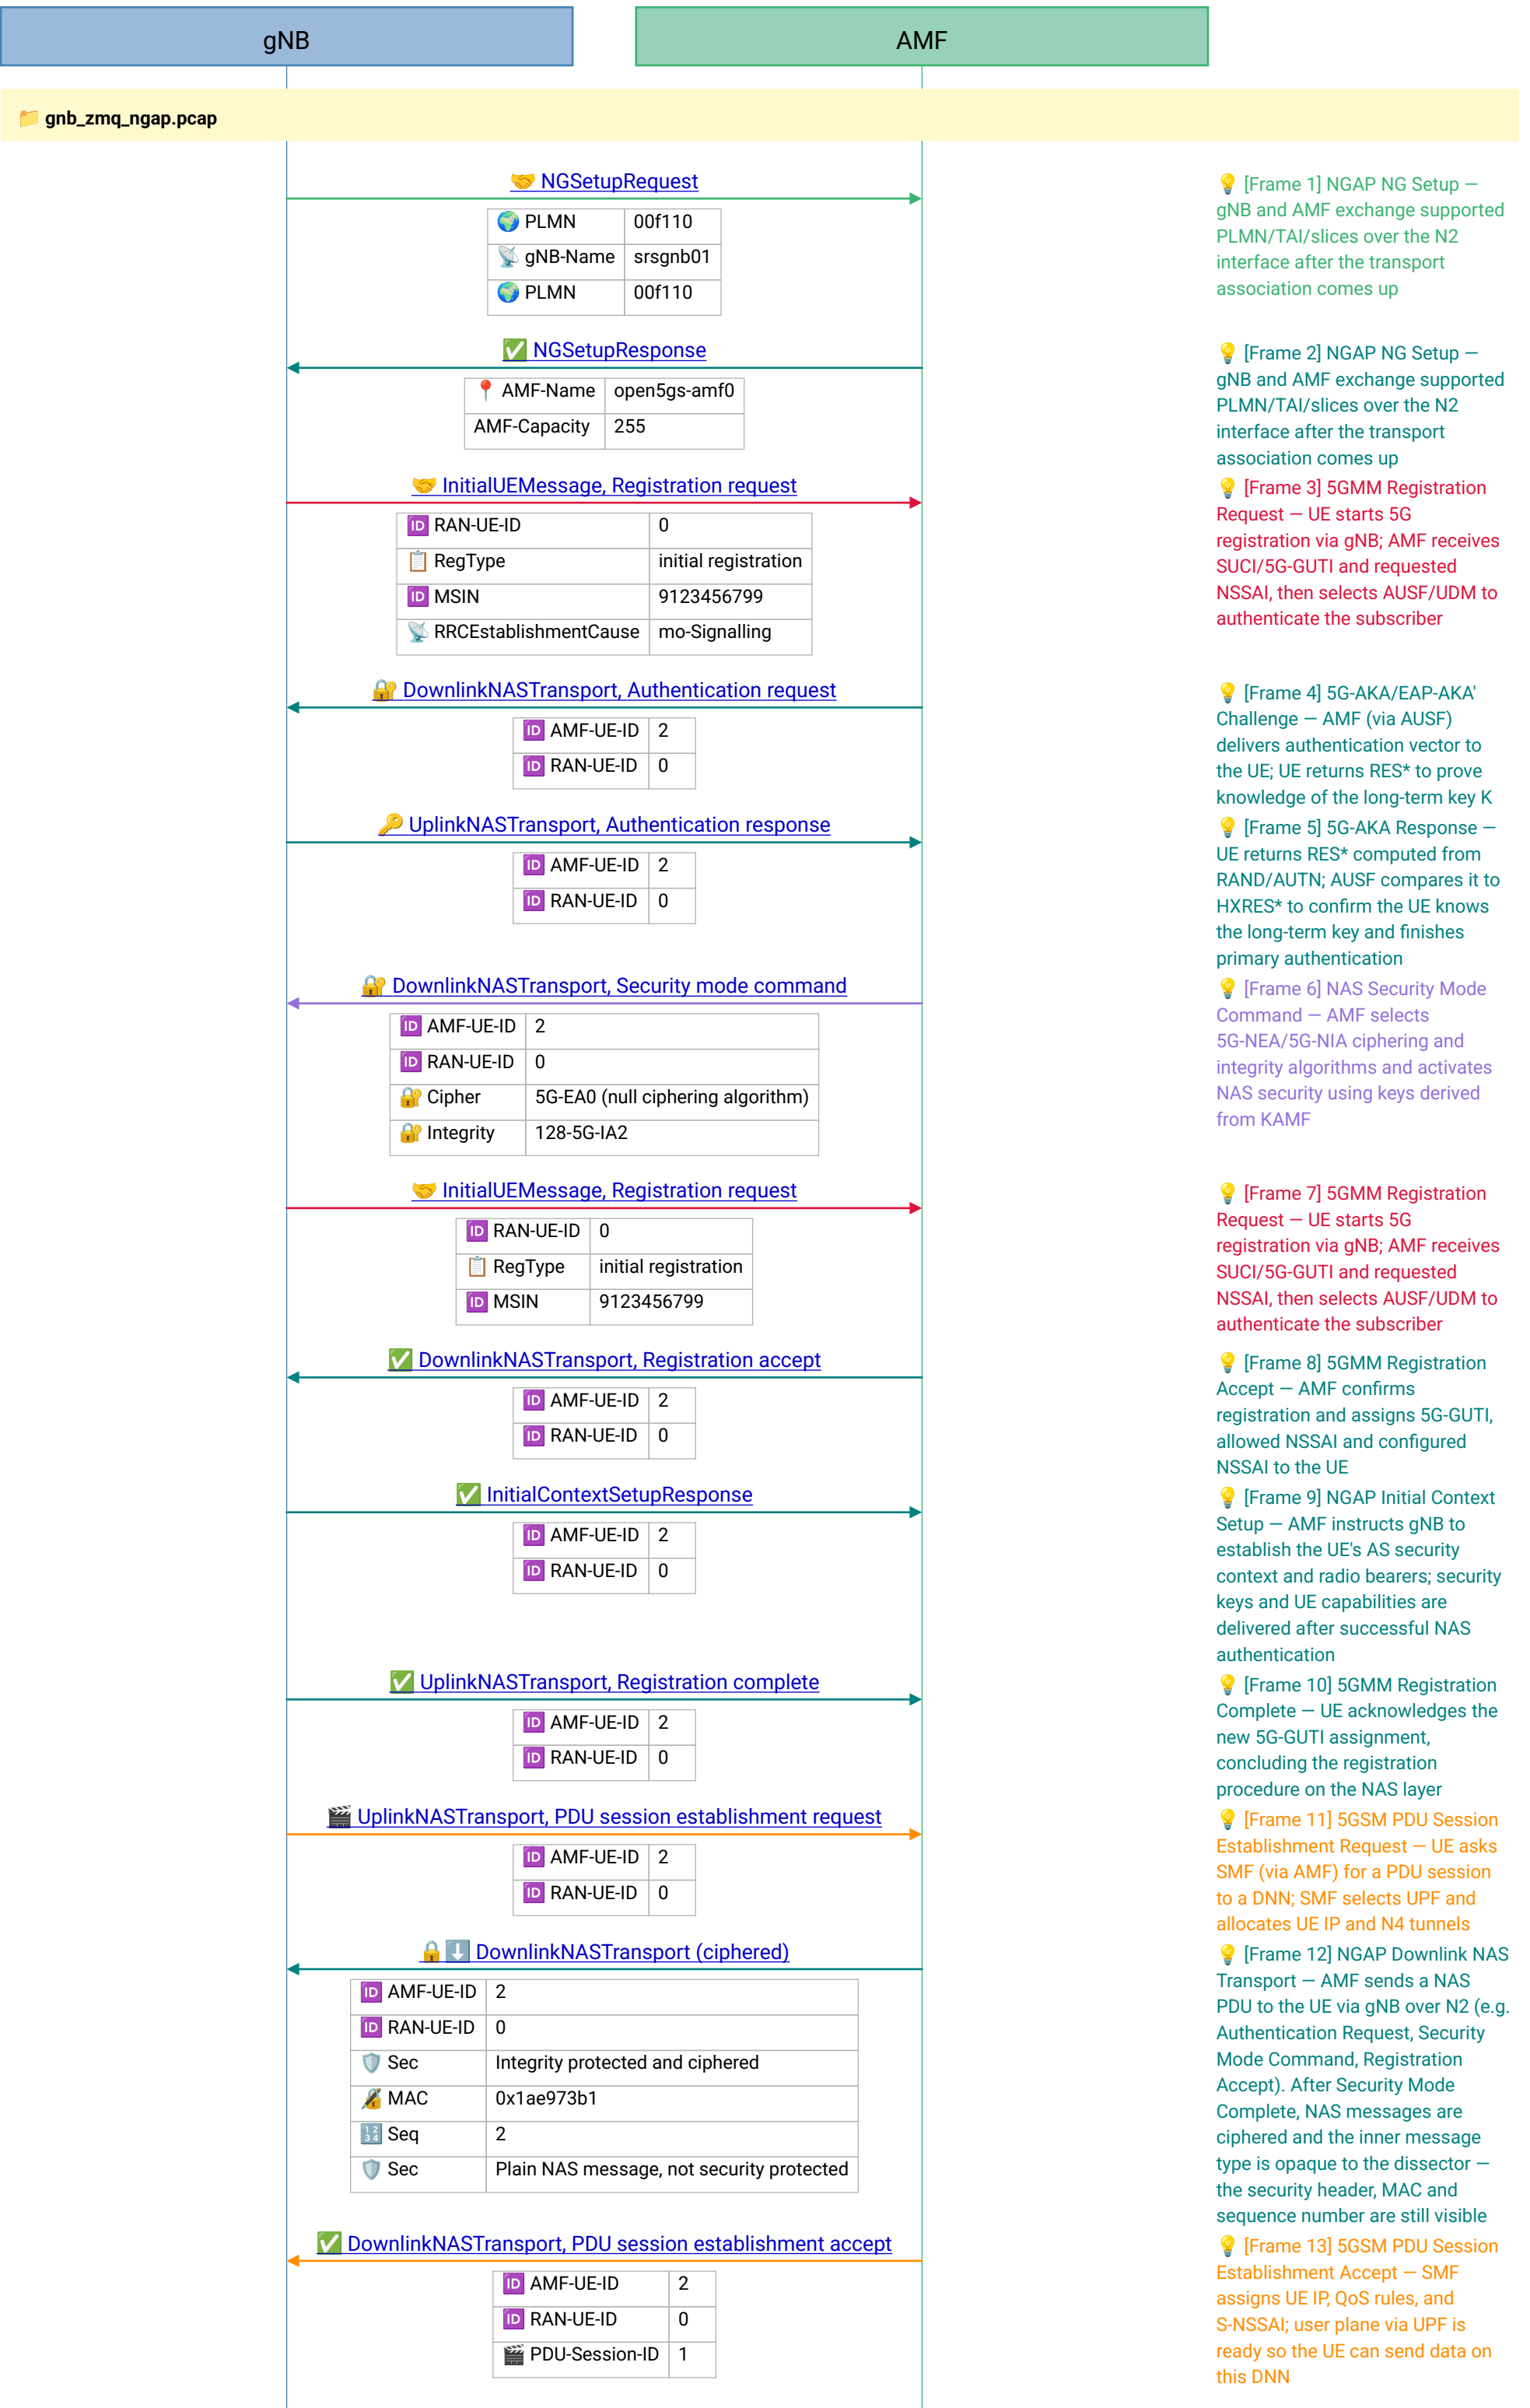 gNB
AMF
gnb_zmq_ngap.pcap
NGSetupRequest
PLMN 00f110
gNB-Name srsgnb01
PLMN 00f110
[Frame 1] NGAP NG Setup —
gNB and AMF exchange supported
PLMN/TAI/slices over the N2
interface after the transport
association comes up
NGSetupResponse
AMF-Name open5gs-amf0
AMF-Capacity 255
[Frame 2] NGAP NG Setup —
gNB and AMF exchange supported
PLMN/TAI/slices over the N2
interface after the transport
association comes up
InitialUEMessage, Registration request
ID RAN-UE-ID 0
RegType initial registration
ID MSIN 9123456799
RRCEstablishmentCause mo-Signalling
[Frame 3] 5GMM Registration
Request — UE starts 5G
registration via gNB; AMF receives
SUCI/5G-GUTI and requested
NSSAI, then selects AUSF/UDM to
authenticate the subscriber
DownlinkNASTransport, Authentication request
ID AMF-UE-ID 2
ID RAN-UE-ID 0
[Frame 4] 5G-AKA/EAP-AKA'
Challenge — AMF (via AUSF)
delivers authentication vector to
the UE; UE returns RES* to prove
knowledge of the long-term key K
UplinkNASTransport, Authentication response
ID AMF-UE-ID 2
ID RAN-UE-ID 0
[Frame 5] 5G-AKA Response —
UE returns RES* computed from
RAND/AUTN; AUSF compares it to
HXRES* to confirm the UE knows
the long-term key and finishes
primary authentication
DownlinkNASTransport, Security mode command
ID AMF-UE-ID 2
ID RAN-UE-ID 0
Cipher 5G-EA0 (null ciphering algorithm)
Integrity 128-5G-IA2
[Frame 6] NAS Security Mode
Command — AMF selects
5G-NEA/5G-NIA ciphering and
integrity algorithms and activates
NAS security using keys derived
from KAMF
InitialUEMessage, Registration request
ID RAN-UE-ID 0
RegType initial registration
ID MSIN 9123456799
[Frame 7] 5GMM Registration
Request — UE starts 5G
registration via gNB; AMF receives
SUCI/5G-GUTI and requested
NSSAI, then selects AUSF/UDM to
authenticate the subscriber
DownlinkNASTransport, Registration accept
ID AMF-UE-ID 2
ID RAN-UE-ID 0
[Frame 8] 5GMM Registration
Accept — AMF confirms
registration and assigns 5G-GUTI,
allowed NSSAI and configured
NSSAI to the UE
InitialContextSetupResponse
ID AMF-UE-ID 2
ID RAN-UE-ID 0
[Frame 9] NGAP Initial Context
Setup — AMF instructs gNB to
establish the UE's AS security
context and radio bearers; security
keys and UE capabilities are
delivered after successful NAS
authentication
UplinkNASTransport, Registration complete
ID AMF-UE-ID 2
ID RAN-UE-ID 0
[Frame 10] 5GMM Registration
Complete — UE acknowledges the
new 5G-GUTI assignment,
concluding the registration
procedure on the NAS layer
UplinkNASTransport, PDU session establishment request
ID AMF-UE-ID 2
ID RAN-UE-ID 0
[Frame 11] 5GSM PDU Session
Establishment Request — UE asks
SMF (via AMF) for a PDU session
to a DNN; SMF selects UPF and
allocates UE IP and N4 tunnels
DownlinkNASTransport (ciphered)
ID AMF-UE-ID 2
ID RAN-UE-ID 0
Sec Integrity protected and ciphered
MAC 0x1ae973b1
Seq 2
Sec Plain NAS message, not security protected
[Frame 12] NGAP Downlink NAS
Transport — AMF sends a NAS
PDU to the UE via gNB over N2 (e.g.
Authentication Request, Security
Mode Command, Registration
Accept). After Security Mode
Complete, NAS messages are
ciphered and the inner message
type is opaque to the dissector —
the security header, MAC and
sequence number are still visible
DownlinkNASTransport, PDU session establishment accept
ID AMF-UE-ID 2
ID RAN-UE-ID 0
PDU-Session-ID 1
[Frame 13] 5GSM PDU Session
Establishment Accept — SMF
assigns UE IP, QoS rules, and
S-NSSAI; user plane via UPF is
ready so the UE can send data on
this DNN